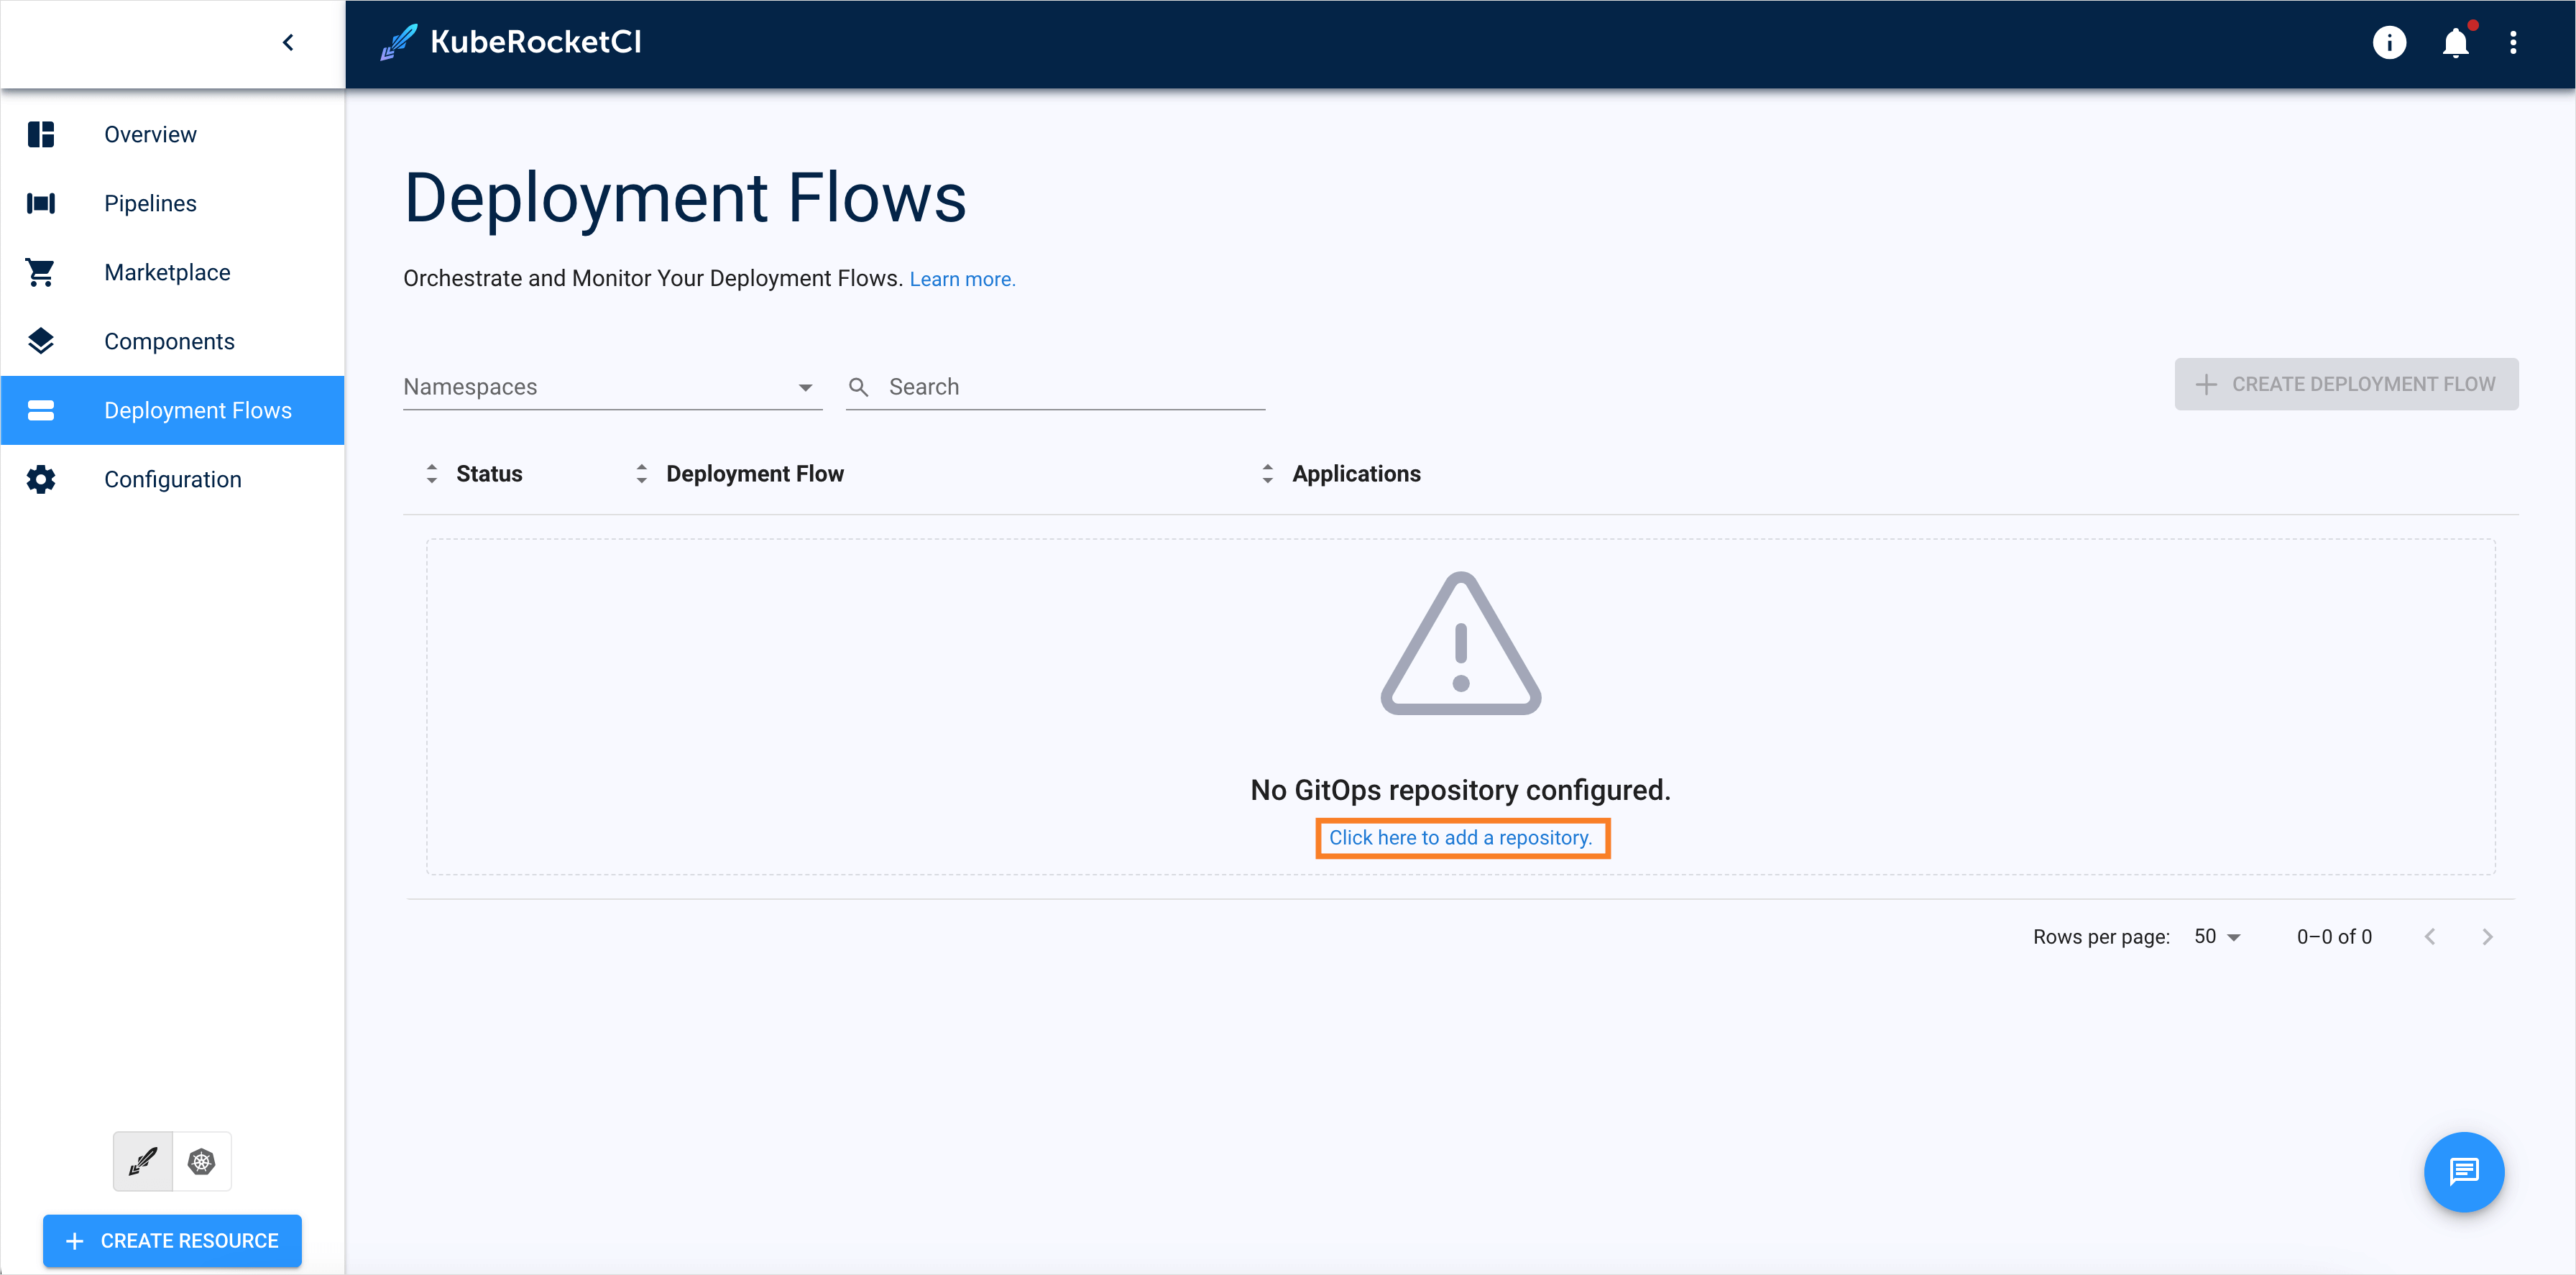 KubeRocketCI
Overview
Pipelines
Marketplace
Components
Deployment Flows
Configuration
CREATE RESOURCE
Deployment Flows
Orchestrate and Monitor Your Deployment Flows. Learn more.
Namespaces
Search
CREATE DEPLOYMENT FLOW
Status
Deployment Flow
Applications
No GitOps repository configured.
Click here to add a repository.
Rows per page: 50 0–0 of 0